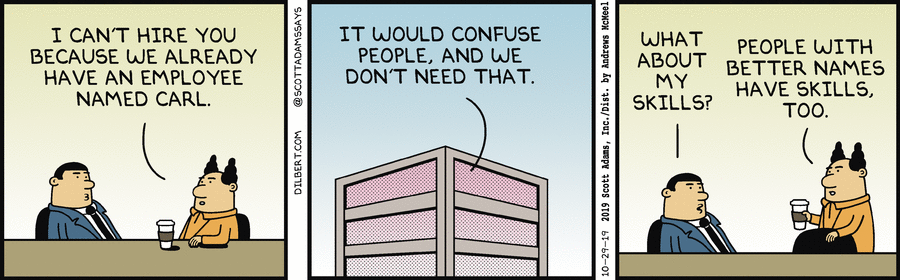 I CAN'T HIRE YOU
BECAUSE WE ALREADY
HAVE AN EMPLOYEE
NAMED CARL.
DILBERT.COM @SCOTTADAMSSAYS
IT WOULD CONFUSE
PEOPLE, AND WE
DON'T NEED THAT.
10-29-19 2019 Scott Adams, Inc./Dist. by Andrews McMeel
WHAT
ABOUT
MY
SKILLS?
PEOPLE WITH
BETTER NAMES
HAVE SKILLS,
TOO.